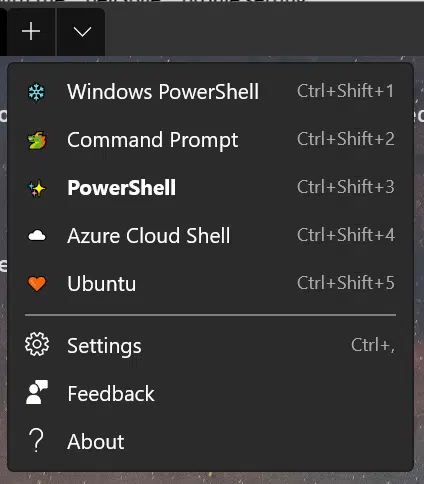 Windows PowerShell Ctrl+Shift+1
Command Prompt Ctrl+Shift+2
PowerShell Ctrl+Shift+3
Azure Cloud Shell Ctrl+Shift+4
Ubuntu Ctrl+Shift+5
Settings Ctrl+,
Feedback
About